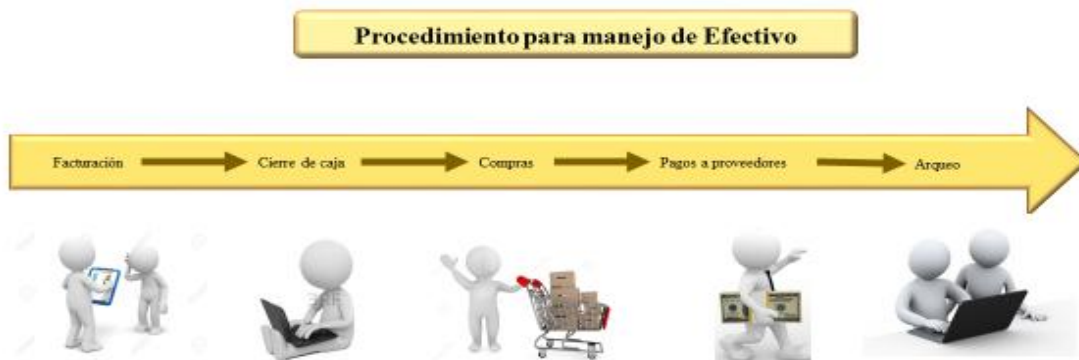 Procedimiento para manejo de Efectivo
Facturación Cierre de caja Compras Pagos a proveedores Arqueo